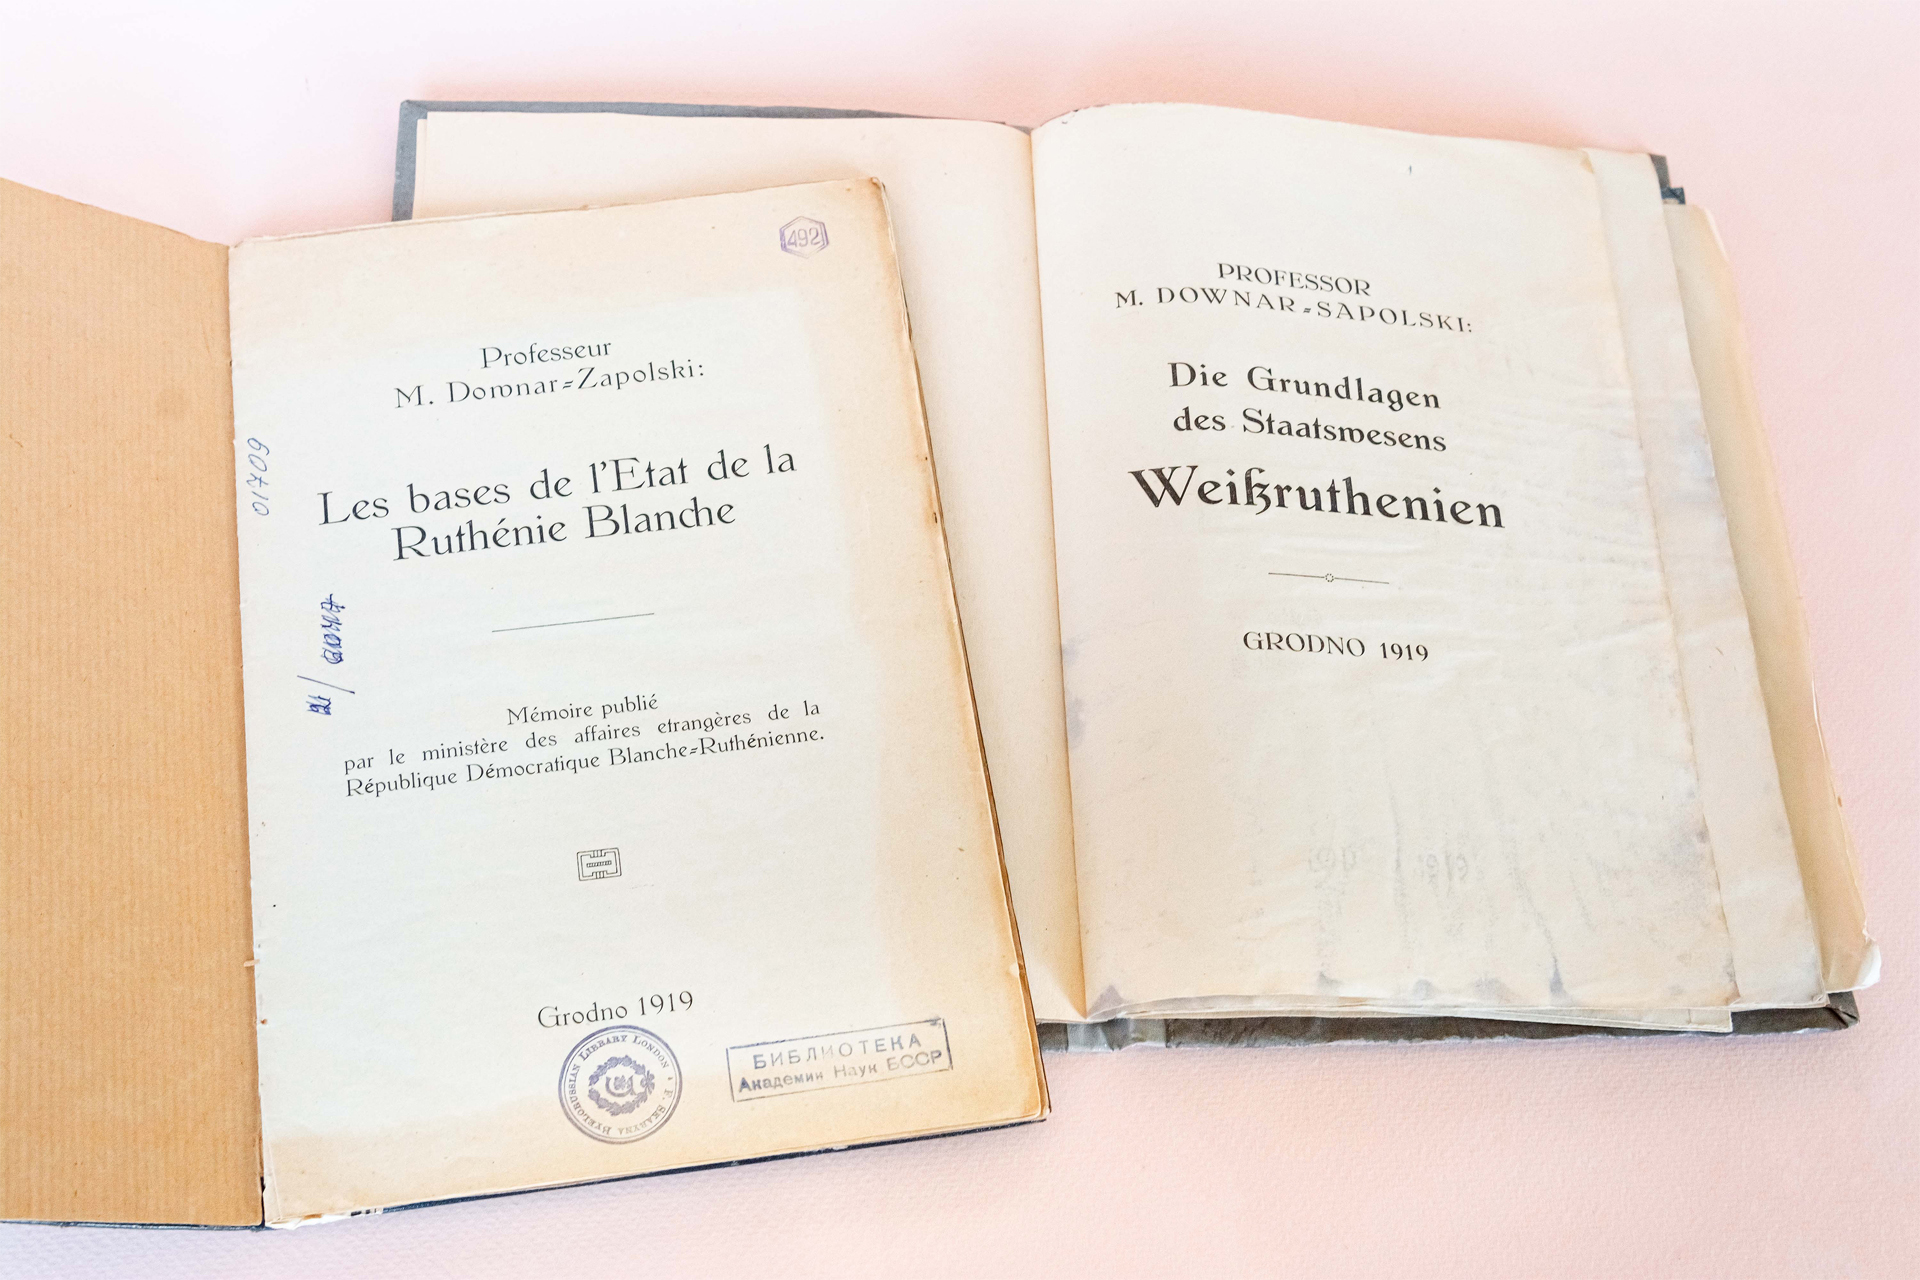 492
Professeur
M. Downar=Zapolski:
Les bases de l'Etat de la
Ruthénie Blanche
Mémoire publié
par le ministère des affaires etrangères de la
République Démocratique Blanche=Ruthénienne.
Grodno 1919
F. SKARYNA BYELORUSSIAN LIBRARY LONDON
БИБЛИОТЕКА
Академии Наук БССР
01709
PROFESSOR
M. DOWNAR=SAPOLSKI:
Die Grundlagen
des Staatswesens
Weißruthenien
GRODNO 1919